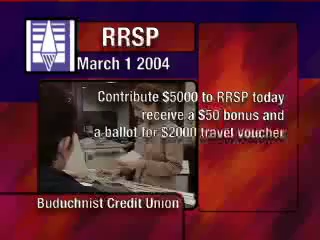 RRSP
March 1 2004
Contribute $5000 to RRSP today
receive a $50 bonus and
a ballot for $2000 travel voucher
Buduchnist Credit Union